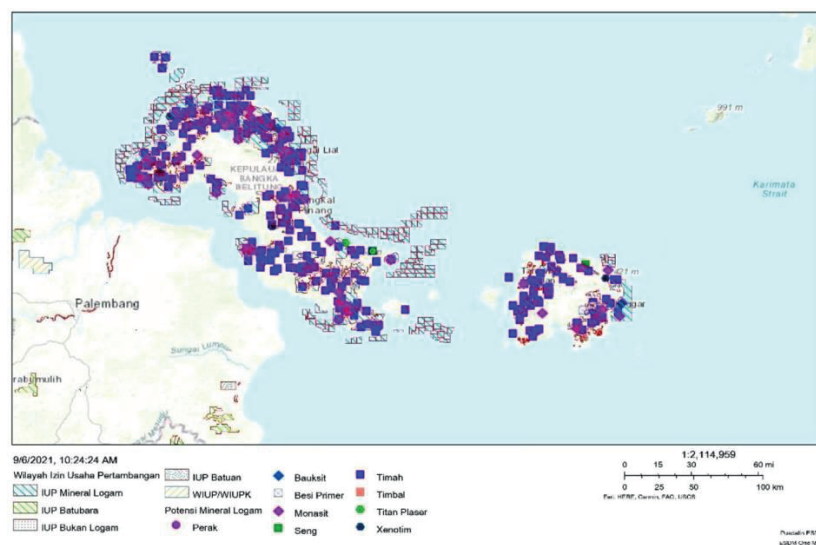 991 m
Karimata
Strait
KEPULAUAN
BANGKA
BELITUNG
Palembang
Sungai Lumpur
9/6/2021, 10:24:24 AM
Wilayah Izin Usaha Pertambangan
IUP Mineral Logam
IUP Batubara
IUP Bukan Logam
IUP Batuan
WIUP/WIUPK
Potensi Mineral Logam
Perak
Bauksit
Besi Primer
Monasit
Seng
Timah
Timbal
Titan Plaser
Xenotim
1:2,114,959
0 15 30 60 mi
0 25 50 100 km
Esri, HERE, Garmin, FAO, USGS